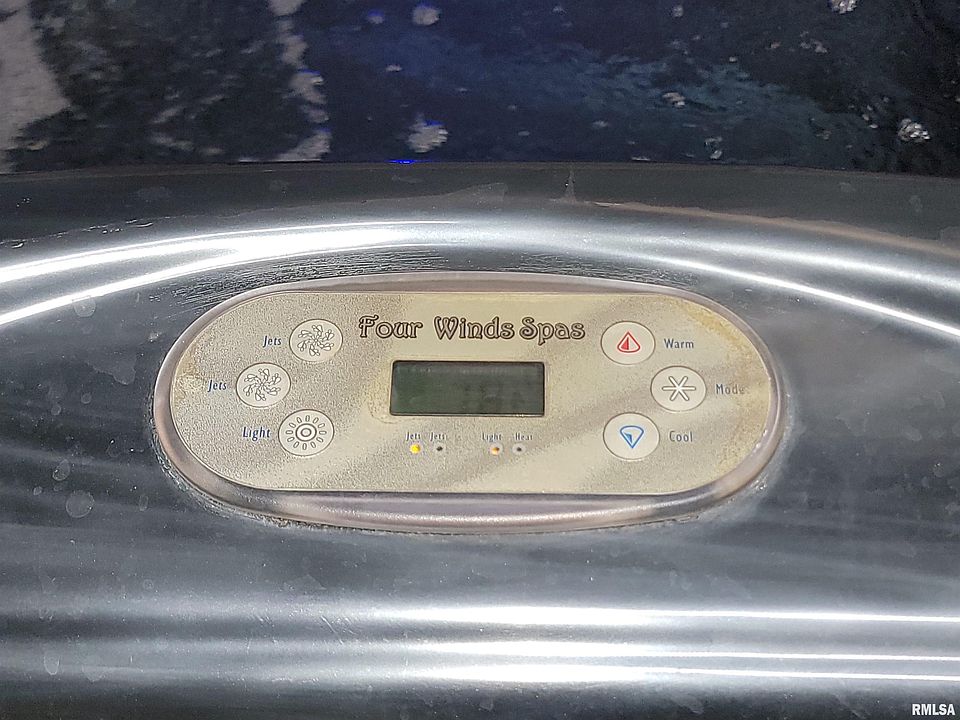 Four Winds Spas
Jets
Jets
Light
Warm
Mode
Cool
Jets Jets Light Heat
RMLSA